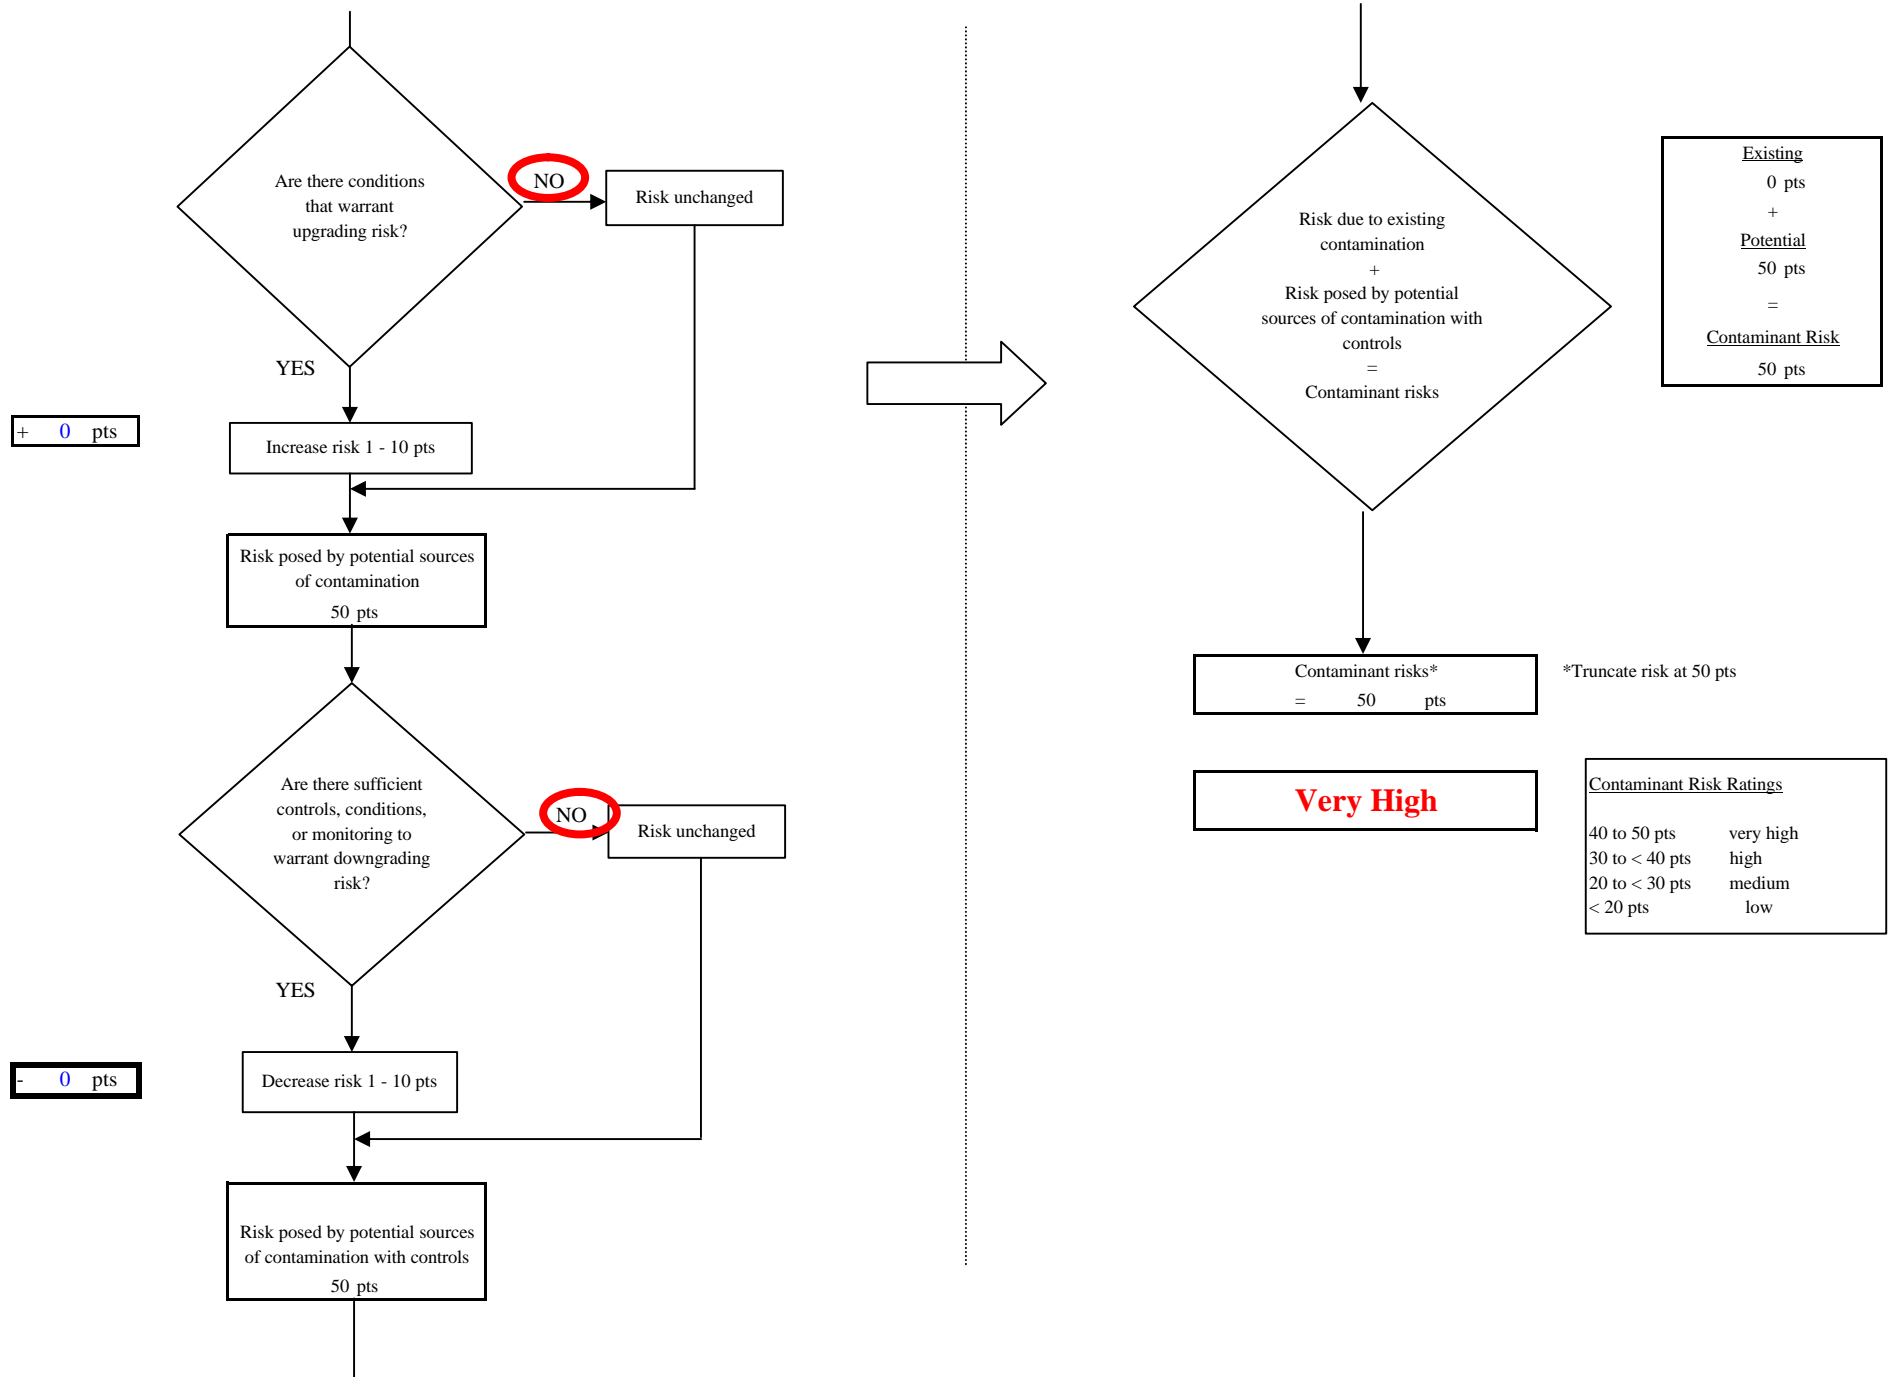 Are there conditions
that warrant
upgrading risk?
NO
Risk unchanged
YES
+ 0 pts
Increase risk 1 - 10 pts
Risk posed by potential sources
of contamination
50 pts
Are there sufficient
controls, conditions,
or monitoring to
warrant downgrading
risk?
NO
Risk unchanged
YES
- 0 pts
Decrease risk 1 - 10 pts
Risk posed by potential sources
of contamination with controls
50 pts
Risk due to existing
contamination
+
Risk posed by potential
sources of contamination with
controls
=
Contaminant risks
Existing
0 pts
+
Potential
50 pts
=
Contaminant Risk
50 pts
Contaminant risks*
= 50 pts
*Truncate risk at 50 pts
Very High
Contaminant Risk Ratings
40 to 50 pts very high
30 to < 40 pts high
20 to < 30 pts medium
< 20 pts low